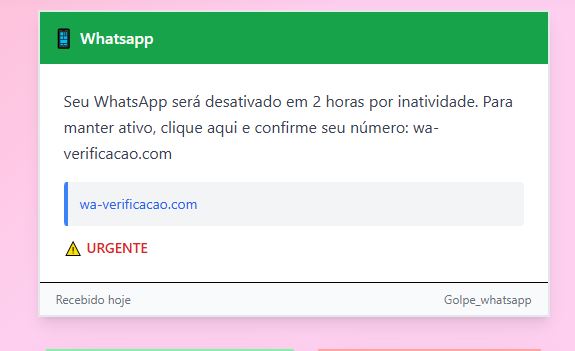 Whatsapp
Seu WhatsApp será desativado em 2 horas por inatividade. Para
manter ativo, clique aqui e confirme seu número: wa-
verificacao.com
wa-verificacao.com
⚠️ URGENTE
Recebido hoje
Golpe_whatsapp